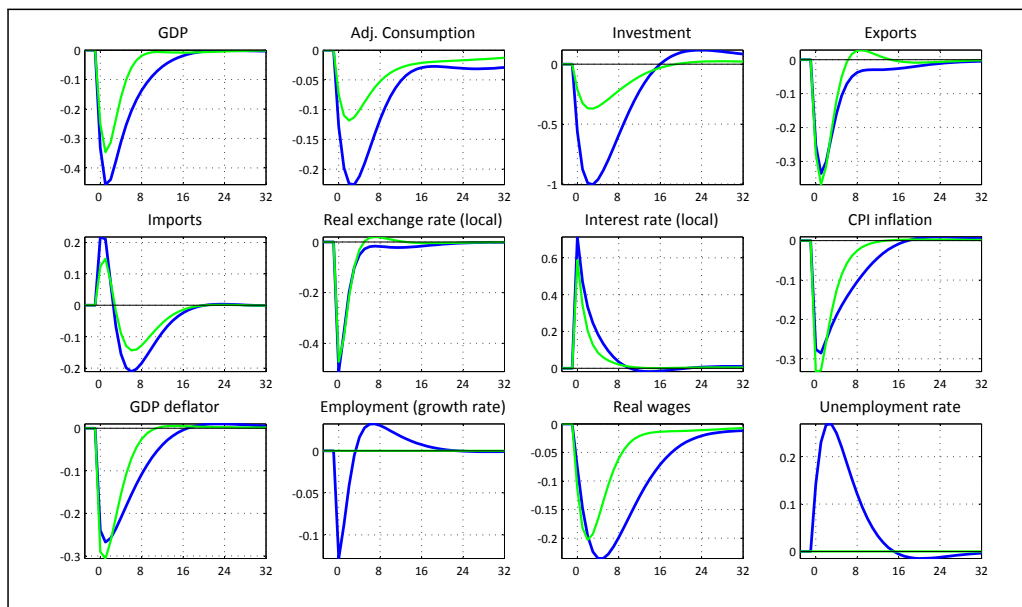 GDP
0
-0.1
-0.2
-0.3
-0.4
0 8 16 24 32
Adj. Consumption
0
-0.05
-0.1
-0.15
-0.2
0 8 16 24 32
Investment
0
-0.5
-1
0 8 16 24 32
Exports
0
-0.1
-0.2
-0.3
0 8 16 24 32
Imports
0.2
0.1
0
-0.1
-0.2
0 8 16 24 32
Real exchange rate (local)
0
-0.2
-0.4
0 8 16 24 32
Interest rate (local)
0.6
0.4
0.2
0
0 8 16 24 32
CPI inflation
0
-0.1
-0.2
-0.3
0 8 16 24 32
GDP deflator
0
-0.1
-0.2
-0.3
0 8 16 24 32
Employment (growth rate)
0
-0.05
-0.1
0 8 16 24 32
Real wages
0
-0.05
-0.1
-0.15
-0.2
0 8 16 24 32
Unemployment rate
0.2
0.1
0
0 8 16 24 32